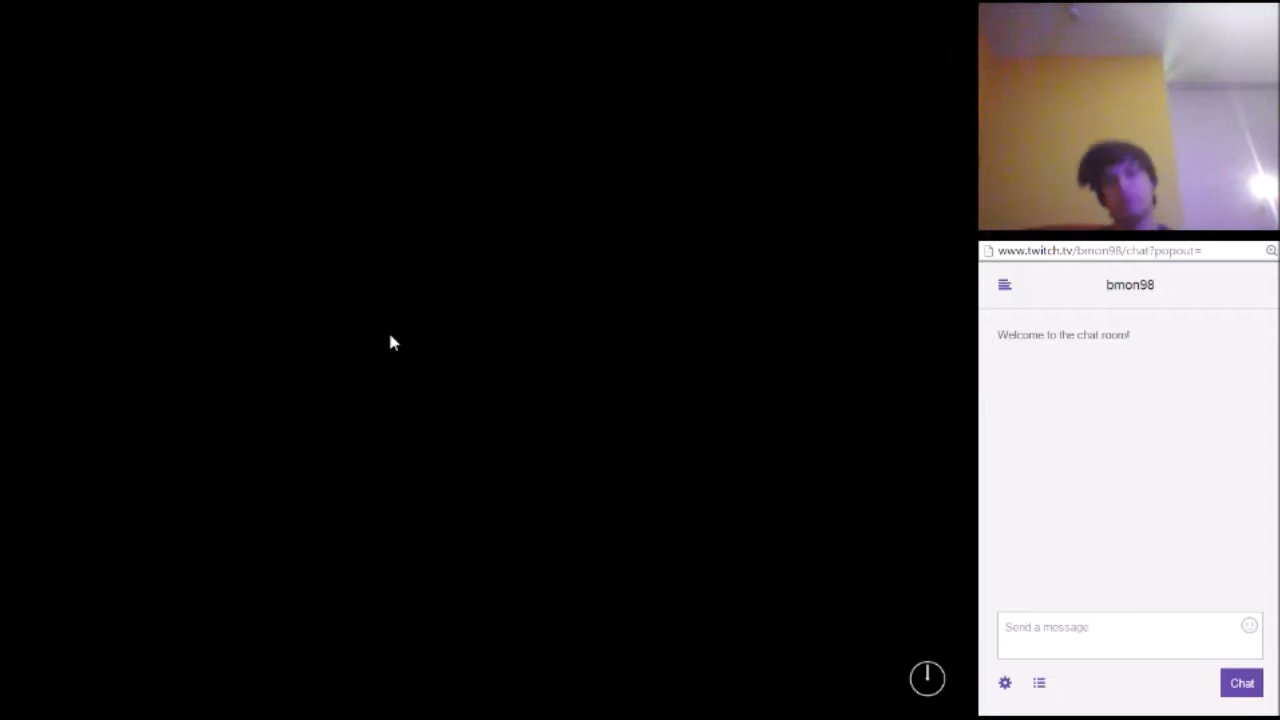 www.twitch.tv/bmon98/chat?popout=
bmon98
Welcome to the chat room!
Send a message
Chat